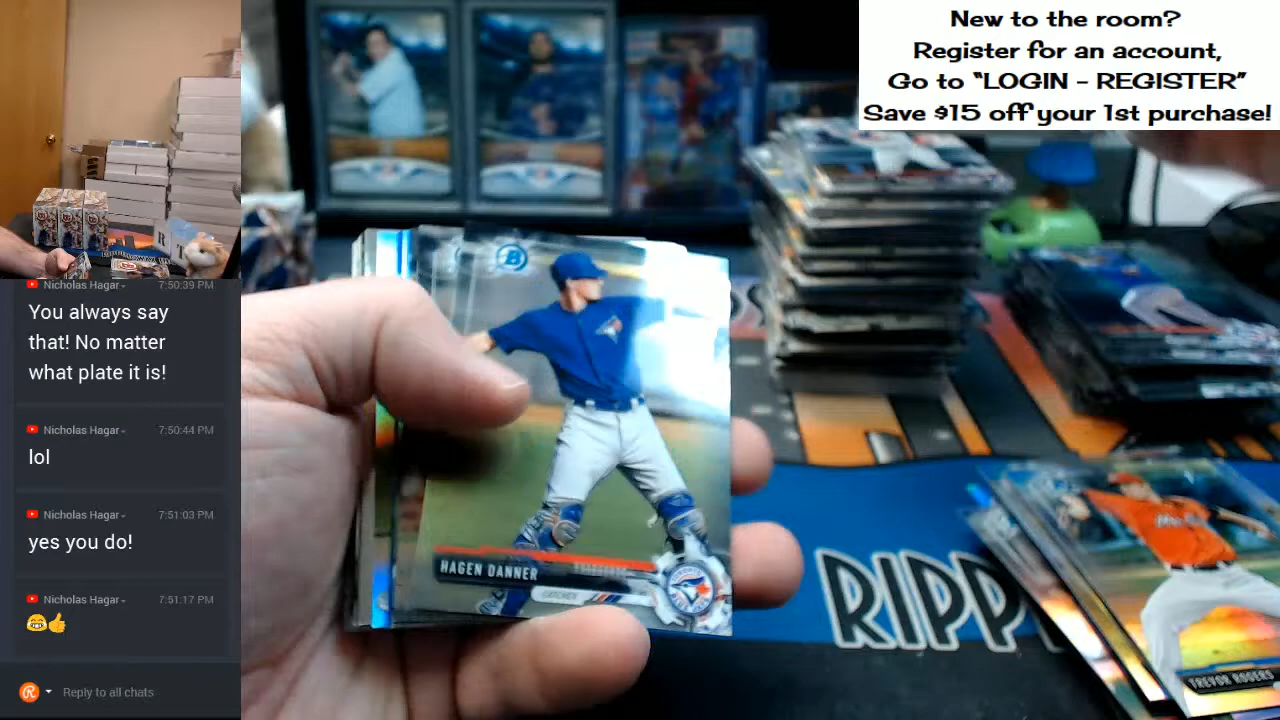 New to the room?
Register for an account,
Go to "LOGIN - REGISTER"
Save $15 off your 1st purchase!
Nicholas Hagar- 7:50:39 PM
You always say
that! No matter
what plate it is!
Nicholas Hagar- 7:50:44 PM
lol
Nicholas Hagar- 7:51:03 PM
yes you do!
Nicholas Hagar- 7:51:17 PM
😂👍
Reply to all chats
B
HAGEN DANNER
CATCHER
RIPP
TREVOR ROGERS